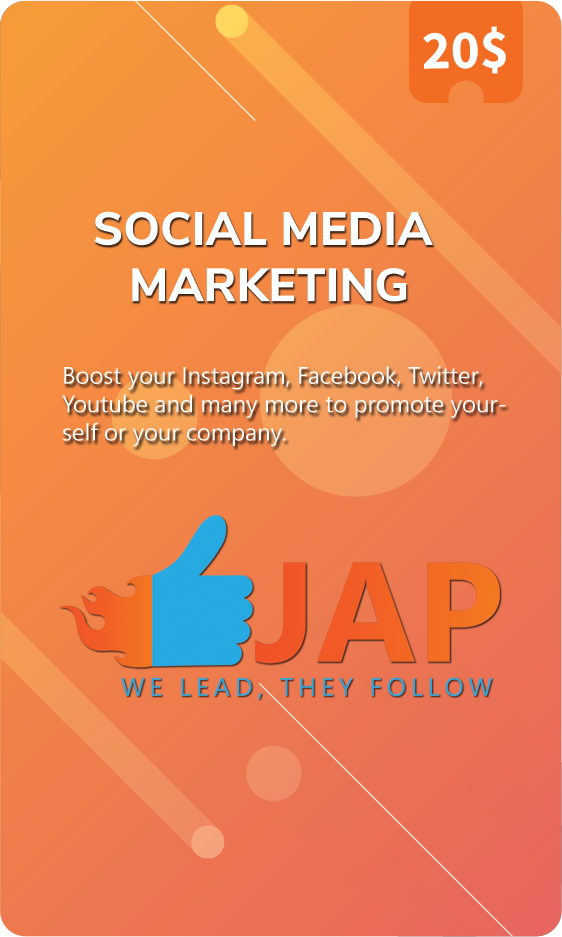 20$
SOCIAL MEDIA
MARKETING
Boost your Instagram, Facebook, Twitter,
Youtube and many more to promote your-
self or your company.
JAP
WE LEAD, THEY FOLLOW